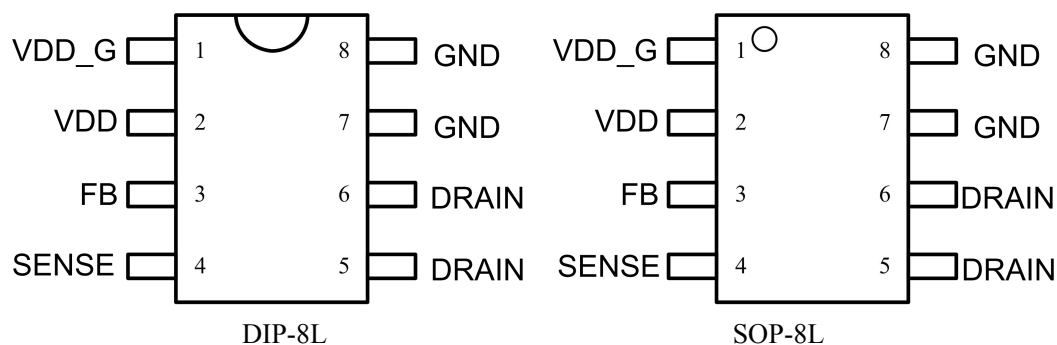 VDD_G 1 8 GND
VDD 2 7 GND
FB 3 6 DRAIN
SENSE 4 5 DRAIN
DIP-8L
VDD_G 1 8 GND
VDD 2 7 GND
FB 3 6 DRAIN
SENSE 4 5 DRAIN
SOP-8L